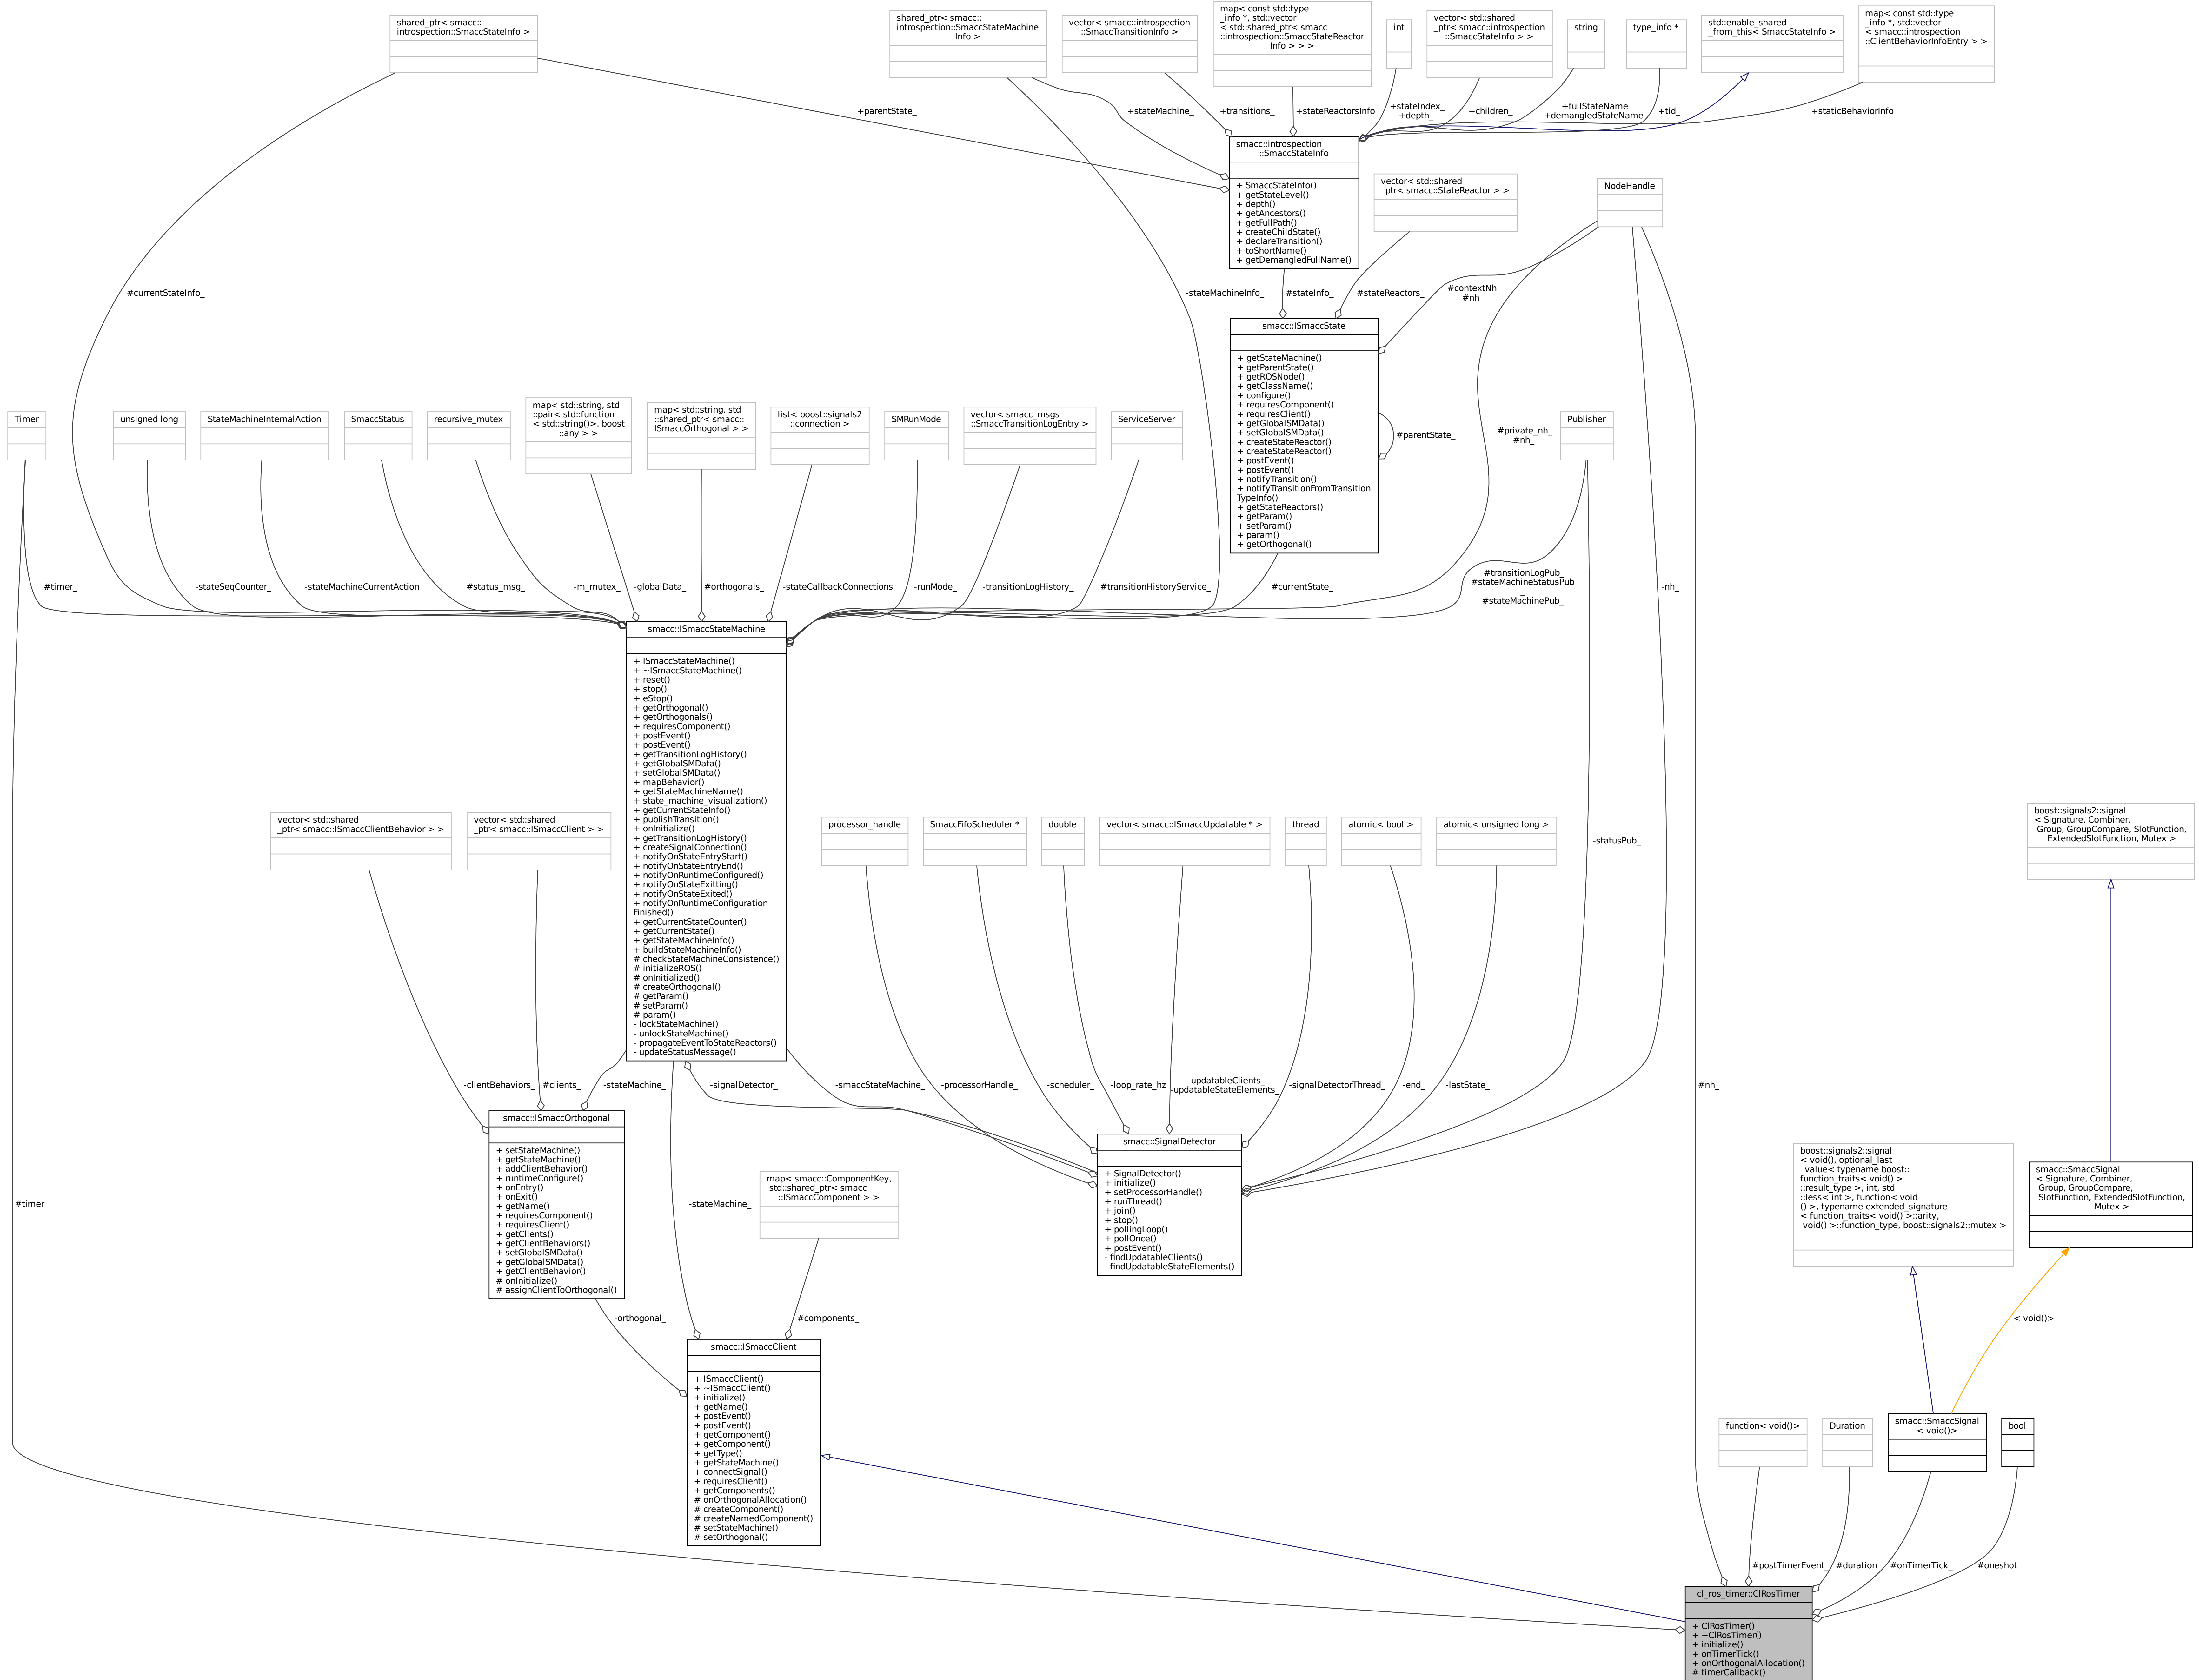 shared_ptr< smacc::
introspection::SmaccStateInfo >
shared_ptr< smacc::
introspection::SmaccStateMachine
Info >
vector< smacc::introspection
::SmaccTransitionInfo >
map< const std::type
_info *, std::vector
< std::shared_ptr< smacc
::introspection::SmaccStateReactor
Info > > >
int
vector< std::shared
_ptr< smacc::introspection
::SmaccStateInfo > >
string
type_info *
std::enable_shared
_from_this< SmaccStateInfo >
map< const std::type
_info *, std::vector
< smacc::introspection
::ClientBehaviorInfoEntry > >
+parentState_
+stateMachine_
+transitions_
+stateReactorsInfo
+stateIndex_
+depth_
+children_
+fullStateName
+demangledStateName
+tid_
+staticBehaviorInfo
smacc::introspection
::SmaccStateInfo
+ SmaccStateInfo()
+ getStateLevel()
+ depth()
+ getAncestors()
+ getFullPath()
+ createChildState()
+ declareTransition()
+ toShortName()
+ getDemangledFullName()
vector< std::shared
_ptr< smacc::StateReactor > >
NodeHandle
#currentStateInfo_
-stateMachineInfo_
#stateInfo_
#stateReactors_
#contextNh
#nh
smacc::ISmaccState
+ getStateMachine()
+ getParentState()
+ getROSNode()
+ getClassName()
+ configure()
+ requiresComponent()
+ requiresClient()
+ getGlobalSMData()
+ setGlobalSMData()
+ createStateReactor()
+ createStateReactor()
+ postEvent()
+ postEvent()
+ notifyTransition()
+ notifyTransitionFromTransition
TypeInfo()
+ getStateReactors()
+ getParam()
+ setParam()
+ param()
+ getOrthogonal()
#parentState_
#private_nh_
#nh_
Timer
unsigned long
StateMachineInternalAction
SmaccStatus
recursive_mutex
map< std::string, std
::pair< std::function
< std::string()>, boost
::any > >
map< std::string, std
::shared_ptr< smacc::
ISmaccOrthogonal > >
list< boost::signals2
::connection >
SMRunMode
vector< smacc_msgs
::SmaccTransitionLogEntry >
ServiceServer
Publisher
#timer_
-stateSeqCounter_
-stateMachineCurrentAction
#status_msg_
-m_mutex_
-globalData_
#orthogonals_
-stateCallbackConnections
-runMode_
-transitionLogHistory_
#transitionHistoryService_
#currentState_
#transitionLogPub_
#stateMachineStatusPub
_
#stateMachinePub_
-nh_
smacc::ISmaccStateMachine
+ ISmaccStateMachine()
+ ~ISmaccStateMachine()
+ reset()
+ stop()
+ eStop()
+ getOrthogonal()
+ getOrthogonals()
+ requiresComponent()
+ postEvent()
+ postEvent()
+ getTransitionLogHistory()
+ getGlobalSMData()
+ setGlobalSMData()
+ mapBehavior()
+ getStateMachineName()
+ state_machine_visualization()
+ getCurrentStateInfo()
+ publishTransition()
+ onInitialize()
+ getTransitionLogHistory()
+ createSignalConnection()
+ notifyOnStateEntryStart()
+ notifyOnStateEntryEnd()
+ notifyOnRuntimeConfigured()
+ notifyOnStateExitting()
+ notifyOnStateExited()
+ notifyOnRuntimeConfiguration
Finished()
+ getCurrentStateCounter()
+ getCurrentState()
+ getStateMachineInfo()
+ buildStateMachineInfo()
# checkStateMachineConsistence()
# initializeROS()
# onInitialized()
# createOrthogonal()
# getParam()
# setParam()
# param()
- lockStateMachine()
- unlockStateMachine()
- propagateEventToStateReactors()
- updateStatusMessage()
vector< std::shared
_ptr< smacc::ISmaccClientBehavior > >
vector< std::shared
_ptr< smacc::ISmaccClient > >
processor_handle
SmaccFifoScheduler *
double
vector< smacc::ISmaccUpdatable * >
thread
atomic< bool >
atomic< unsigned long >
-statusPub_
boost::signals2::signal
< Signature, Combiner,
Group, GroupCompare, SlotFunction,
ExtendedSlotFunction, Mutex >
-clientBehaviors_
#clients_
-stateMachine_
-signalDetector_
-smaccStateMachine_
-processorHandle_
-scheduler_
-loop_rate_hz
-updatableClients_
-updatableStateElements_
-signalDetectorThread_
-end_
-lastState_
#nh_
smacc::ISmaccOrthogonal
+ setStateMachine()
+ getStateMachine()
+ addClientBehavior()
+ runtimeConfigure()
+ onEntry()
+ onExit()
+ getName()
+ requiresComponent()
+ requiresClient()
+ getClients()
+ getClientBehaviors()
+ setGlobalSMData()
+ getGlobalSMData()
+ getClientBehavior()
# onInitialize()
# assignClientToOrthogonal()
smacc::SignalDetector
+ SignalDetector()
+ initialize()
+ setProcessorHandle()
+ runThread()
+ join()
+ stop()
+ pollingLoop()
+ pollOnce()
+ postEvent()
- findUpdatableClients()
- findUpdatableStateElements()
boost::signals2::signal
< void(), optional_last
_value< typename boost::
function_traits< void() >
::result_type >, int, std
::less< int >, function< void
() >, typename extended_signature
< function_traits< void() >::arity,
void() >::function_type, boost::signals2::mutex >
smacc::SmaccSignal
< Signature, Combiner,
Group, GroupCompare,
SlotFunction, ExtendedSlotFunction,
Mutex >
#timer
-stateMachine_
map< smacc::ComponentKey,
std::shared_ptr< smacc
::ISmaccComponent > >
-orthogonal_
#components_
< void()>
smacc::ISmaccClient
+ ISmaccClient()
+ ~ISmaccClient()
+ initialize()
+ getName()
+ postEvent()
+ postEvent()
+ getComponent()
+ getComponent()
+ getType()
+ getStateMachine()
+ connectSignal()
+ requiresClient()
+ getComponents()
# onOrthogonalAllocation()
# createComponent()
# createNamedComponent()
# setStateMachine()
# setOrthogonal()
function< void()>
Duration
smacc::SmaccSignal
< void()>
bool
#postTimerEvent_
#duration
#onTimerTick_
#oneshot
cl_ros_timer::ClRosTimer
+ ClRosTimer()
+ ~ClRosTimer()
+ initialize()
+ onTimerTick()
+ onOrthogonalAllocation()
# timerCallback()